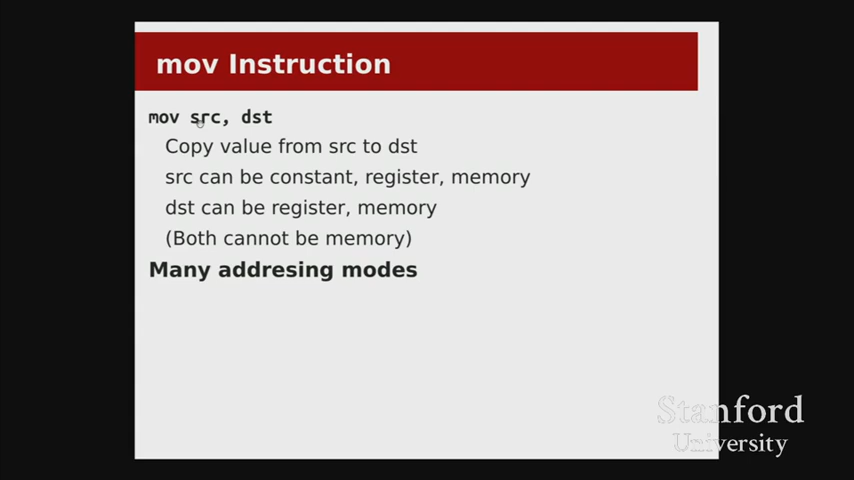 mov Instruction
mov src, dst
Copy value from src to dst
src can be constant, register, memory
dst can be register, memory
(Both cannot be memory)
Many addresing modes
Stanford
University